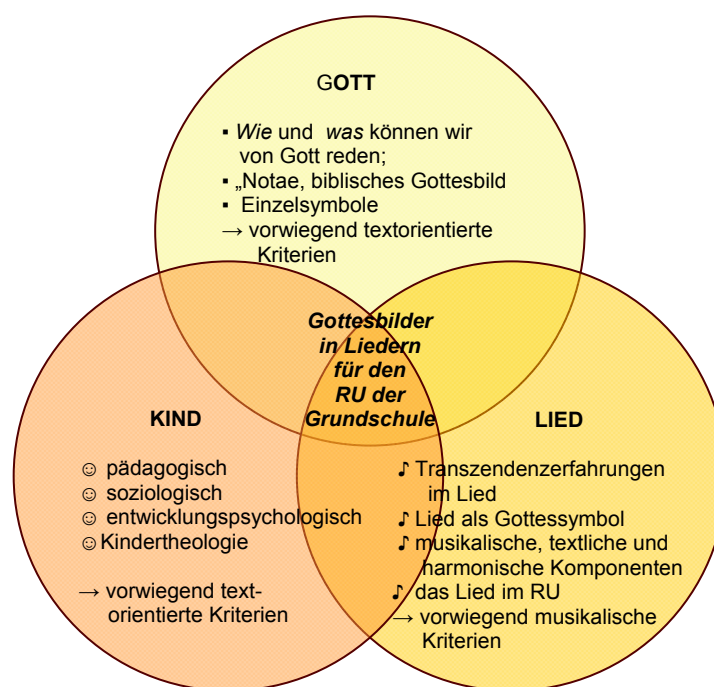 GOTT
▪ Wie und was können wir
von Gott reden;
▪ „Notae, biblisches Gottesbild
▪ Einzelsymbole
→ vorwiegend textorientierte
Kriterien
Gottesbilder
in Liedern
für den
RU der
Grundschule
KIND
☺ pädagogisch
☺ soziologisch
☺ entwicklungspsychologisch
☺Kindertheologie
→ vorwiegend text-
orientierte Kriterien
LIED
♪ Transzendenzerfahrungen
im Lied
♪ Lied als Gottessymbol
♪ musikalische, textliche und
harmonische Komponenten
♪ das Lied im RU
→ vorwiegend musikalische
Kriterien